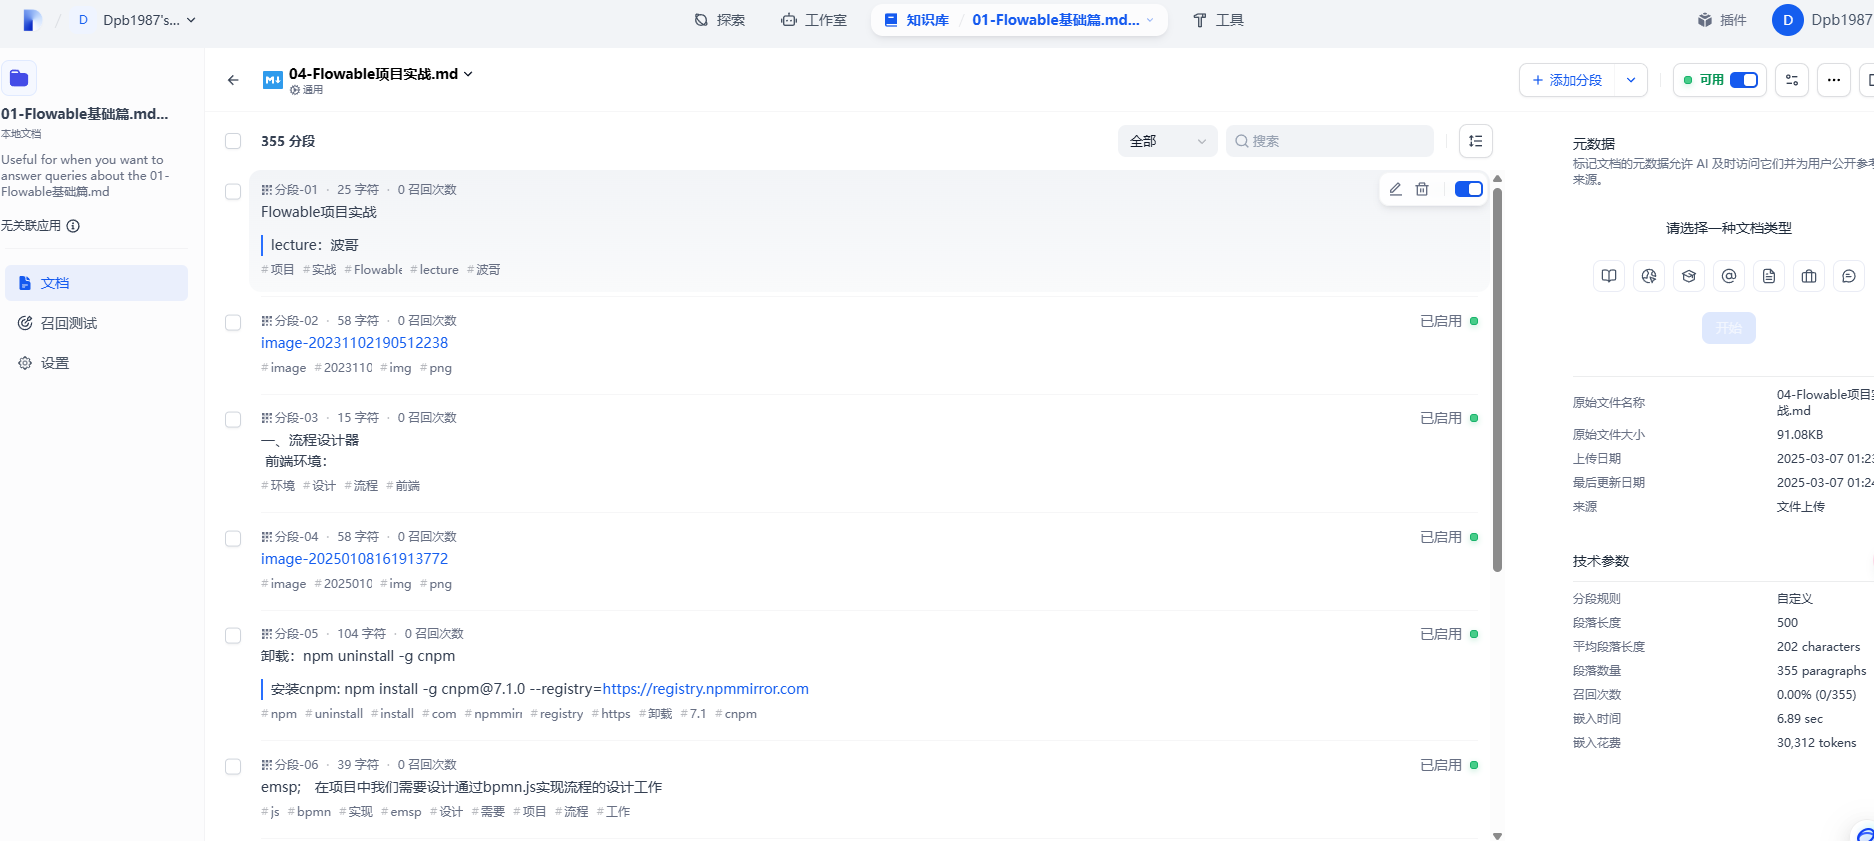 D Dpb1987's...
探索
工作室
知识库 / 01-Flowable基础篇.md...
工具
插件
D Dpb1987
01-Flowable基础篇.md...
本地文档
Useful for when you want to
answer queries about the 01-
Flowable基础篇.md
无关联应用
文档
召回测试
设置
04-Flowable项目实战.md
通用
+ 添加分段
可用
355 分段
全部
搜索
分段-01 · 25 字符 · 0 召回次数
Flowable项目实战
lecture：波哥
#项目 #实战 #Flowable #lecture #波哥
分段-02 · 58 字符 · 0 召回次数 已启用
image-20231102190512238
#image #2023110 #img #png
分段-03 · 15 字符 · 0 召回次数 已启用
一、流程设计器
前端环境：
#环境 #设计 #流程 #前端
分段-04 · 58 字符 · 0 召回次数 已启用
image-20250108161913772
#image #2025010 #img #png
分段-05 · 104 字符 · 0 召回次数 已启用
卸载：npm uninstall -g cnpm
安装cnpm: npm install -g cnpm@7.1.0 --registry=https://registry.npmmirror.com
#npm #uninstall #install #com #npmmirr #registry #https #卸载 #7.1 #cnpm
分段-06 · 39 字符 · 0 召回次数 已启用
emsp; 在项目中我们需要设计通过bpmn.js实现流程的设计工作
#js #bpmn #实现 #emsp #设计 #需要 #项目 #流程 #工作
元数据
标记文档的元数据允许 AI 及时访问它们并为用户公开参考
来源。
请选择一种文档类型
开始
原始文件名称 04-Flowable项目实
战.md
原始文件大小 91.08KB
上传日期 2025-03-07 01:23
最后更新日期 2025-03-07 01:24
来源 文件上传
技术参数
分段规则 自定义
段落长度 500
平均段落长度 202 characters
段落数量 355 paragraphs
召回次数 0.00% (0/355)
嵌入时间 6.89 sec
嵌入花费 30,312 tokens